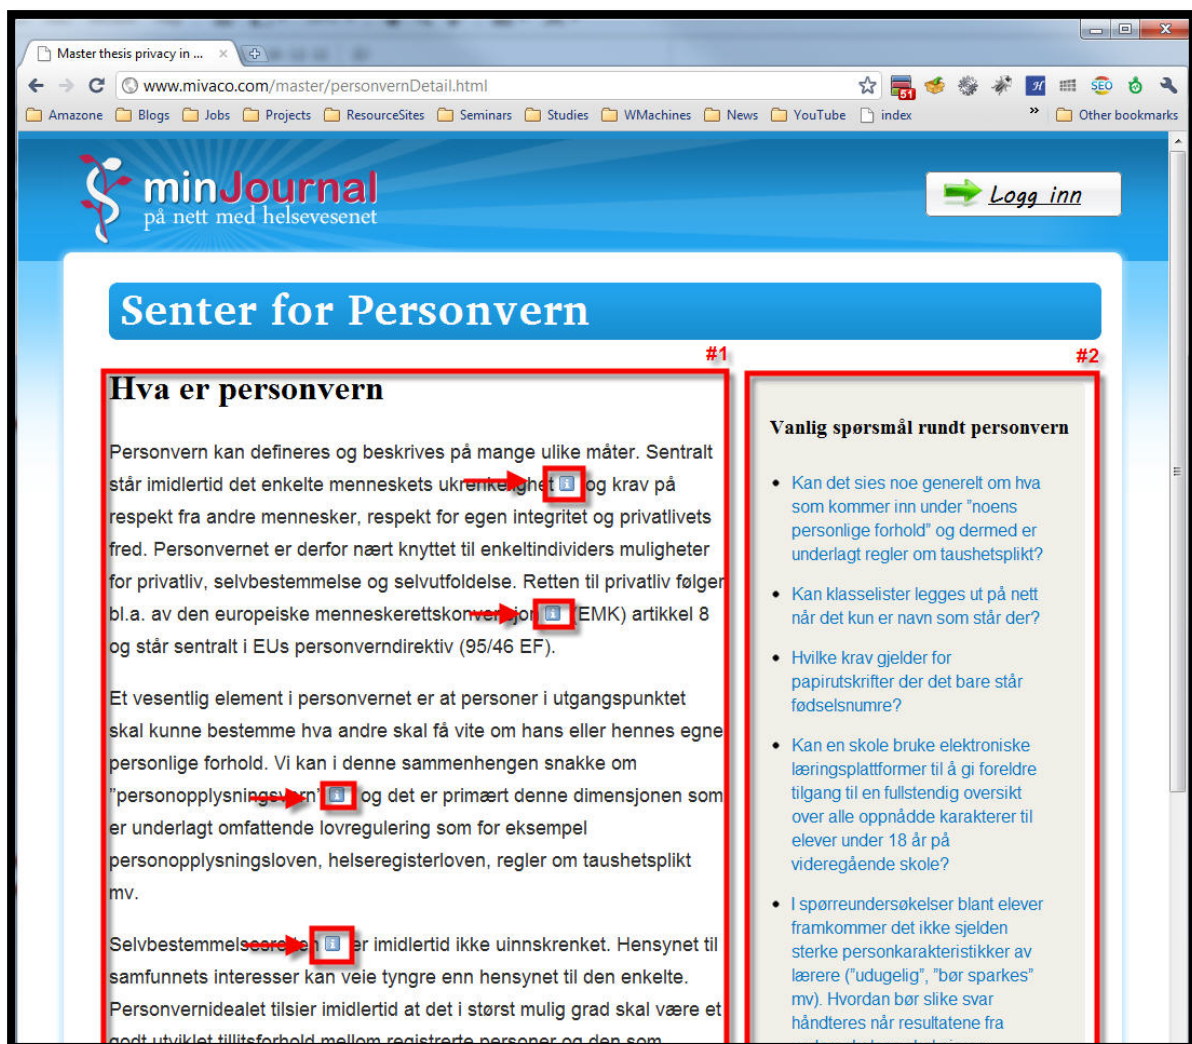 Master thesis privacy in ...
www.mivaco.com/master/personvernDetail.html
51
H
SEO
Amazone
Blogs
Jobs
Projects
ResourceSites
Seminars
Studies
WMachines
News
YouTube
index
»
Other bookmarks
minJournal
på nett med helsevesenet
Logg inn
Senter for Personvern
#1
#2
Hva er personvern
Personvern kan defineres og beskrives på mange ulike måter. Sentralt
står imidlertid det enkelte menneskets ukrenkelighet i og krav på
respekt fra andre mennesker, respekt for egen integritet og privatlivets
fred. Personvernet er derfor nært knyttet til enkeltindividers muligheter
for privatliv, selvbestemmelse og selvutfoldelse. Retten til privatliv følger
bl.a. av den europeiske menneskerettskonvensjon i (EMK) artikkel 8
og står sentralt i EUs personverndirektiv (95/46 EF).
Et vesentlig element i personvernet er at personer i utgangspunktet
skal kunne bestemme hva andre skal få vite om hans eller hennes egne
personlige forhold. Vi kan i denne sammenhengen snakke om
"personopplysningsvern" i og det er primært denne dimensjonen som
er underlagt omfattende lovregulering som for eksempel
personopplysningsloven, helseregisterloven, regler om taushetsplikt
mv.
Selvbestemmelsesretten i er imidlertid ikke uinnskrenket. Hensynet til
samfunnets interesser kan veie tyngre enn hensynet til den enkelte.
Personvernidealet tilsier imidlertid at det i størst mulig grad skal være et
godt utviklet tillitsforhold mellom registrerte personer og den som
Vanlig spørsmål rundt personvern
Kan det sies noe generelt om hva
som kommer inn under "noens
personlige forhold" og dermed er
underlagt regler om taushetsplikt?
Kan klasselister legges ut på nett
når det kun er navn som står der?
Hvilke krav gjelder for
papirutskrifter der det bare står
fødselsnumre?
Kan en skole bruke elektroniske
læringsplattformer til å gi foreldre
tilgang til en fullstendig oversikt
over alle oppnådde karakterer til
elever under 18 år på
videregående skole?
I spørreundersøkelser blant elever
framkommer det ikke sjelden
sterke personkarakteristikker av
lærere ("udugelig", "bør sparkes"
mv). Hvordan bør slike svar
håndteres når resultatene fra